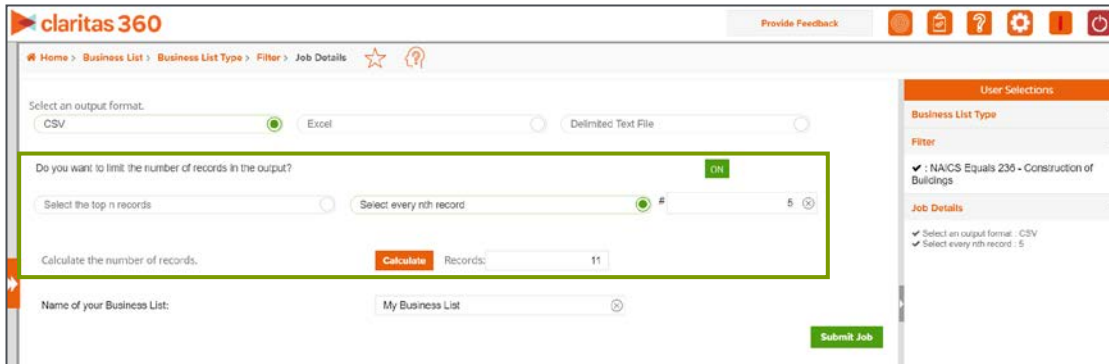 claritas 360
Provide Feedback
Home > Business List > Business List Type > Filter > Job Details
Select an output format.
CSV
Excel
Delimited Text File
Do you want to limit the number of records in the output?
ON
Select the top n records
Select every nth record
# 5
Calculate the number of records.
Calculate
Records: 11
Name of your Business List:
My Business List
Submit Job
User Selections
Business List Type
Filter
✔ : NAICS Equals 236 - Construction of
Buildings
Job Details
✔ Select an output format : CSV
✔ Select every nth record : 5